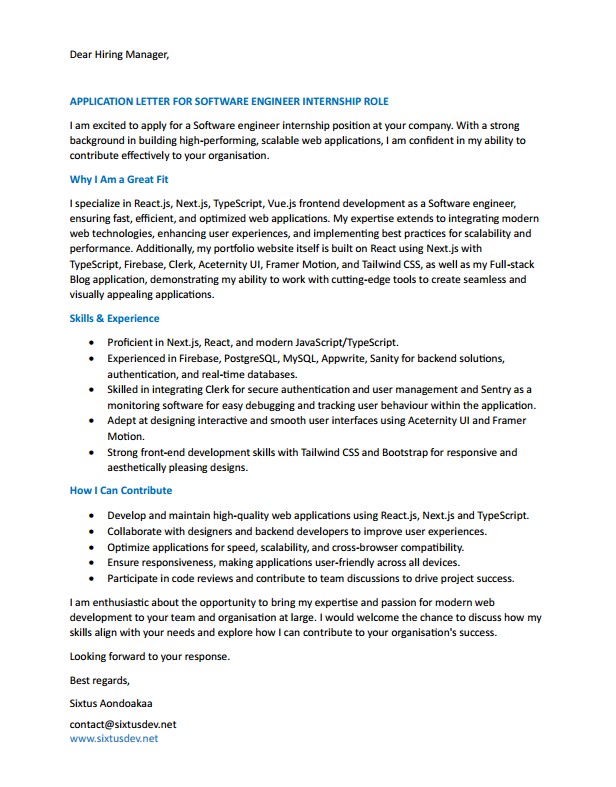 Dear Hiring Manager,
APPLICATION LETTER FOR SOFTWARE ENGINEER INTERNSHIP ROLE
I am excited to apply for a Software engineer internship position at your company. With a strong
background in building high-performing, scalable web applications, I am confident in my ability to
contribute effectively to your organisation.
Why I Am a Great Fit
I specialize in React.js, Next.js, TypeScript, Vue.js frontend development as a Software engineer,
ensuring fast, efficient, and optimized web applications. My expertise extends to integrating modern
web technologies, enhancing user experiences, and implementing best practices for scalability and
performance. Additionally, my portfolio website itself is built on React using Next.js with
TypeScript, Firebase, Clerk, Aceternity UI, Framer Motion, and Tailwind CSS, as well as my Full-stack
Blog application, demonstrating my ability to work with cutting-edge tools to create seamless and
visually appealing applications.
Skills & Experience
• Proficient in Next.js, React, and modern JavaScript/TypeScript.
• Experienced in Firebase, PostgreSQL, MySQL, Appwrite, Sanity for backend solutions,
authentication, and real-time databases.
• Skilled in integrating Clerk for secure authentication and user management and Sentry as a
monitoring software for easy debugging and tracking user behaviour within the application.
• Adept at designing interactive and smooth user interfaces using Aceternity UI and Framer
Motion.
• Strong front-end development skills with Tailwind CSS and Bootstrap for responsive and
aesthetically pleasing designs.
How I Can Contribute
• Develop and maintain high-quality web applications using React.js, Next.js and TypeScript.
• Collaborate with designers and backend developers to improve user experiences.
• Optimize applications for speed, scalability, and cross-browser compatibility.
• Ensure responsiveness, making applications user-friendly across all devices.
• Participate in code reviews and contribute to team discussions to drive project success.
I am enthusiastic about the opportunity to bring my expertise and passion for modern web
development to your team and organisation at large. I would welcome the chance to discuss how my
skills align with your needs and explore how I can contribute to your organisation's success.
Looking forward to your response.
Best regards,
Sixtus Aondoakaa
contact@sixtusdev.net
www.sixtusdev.net